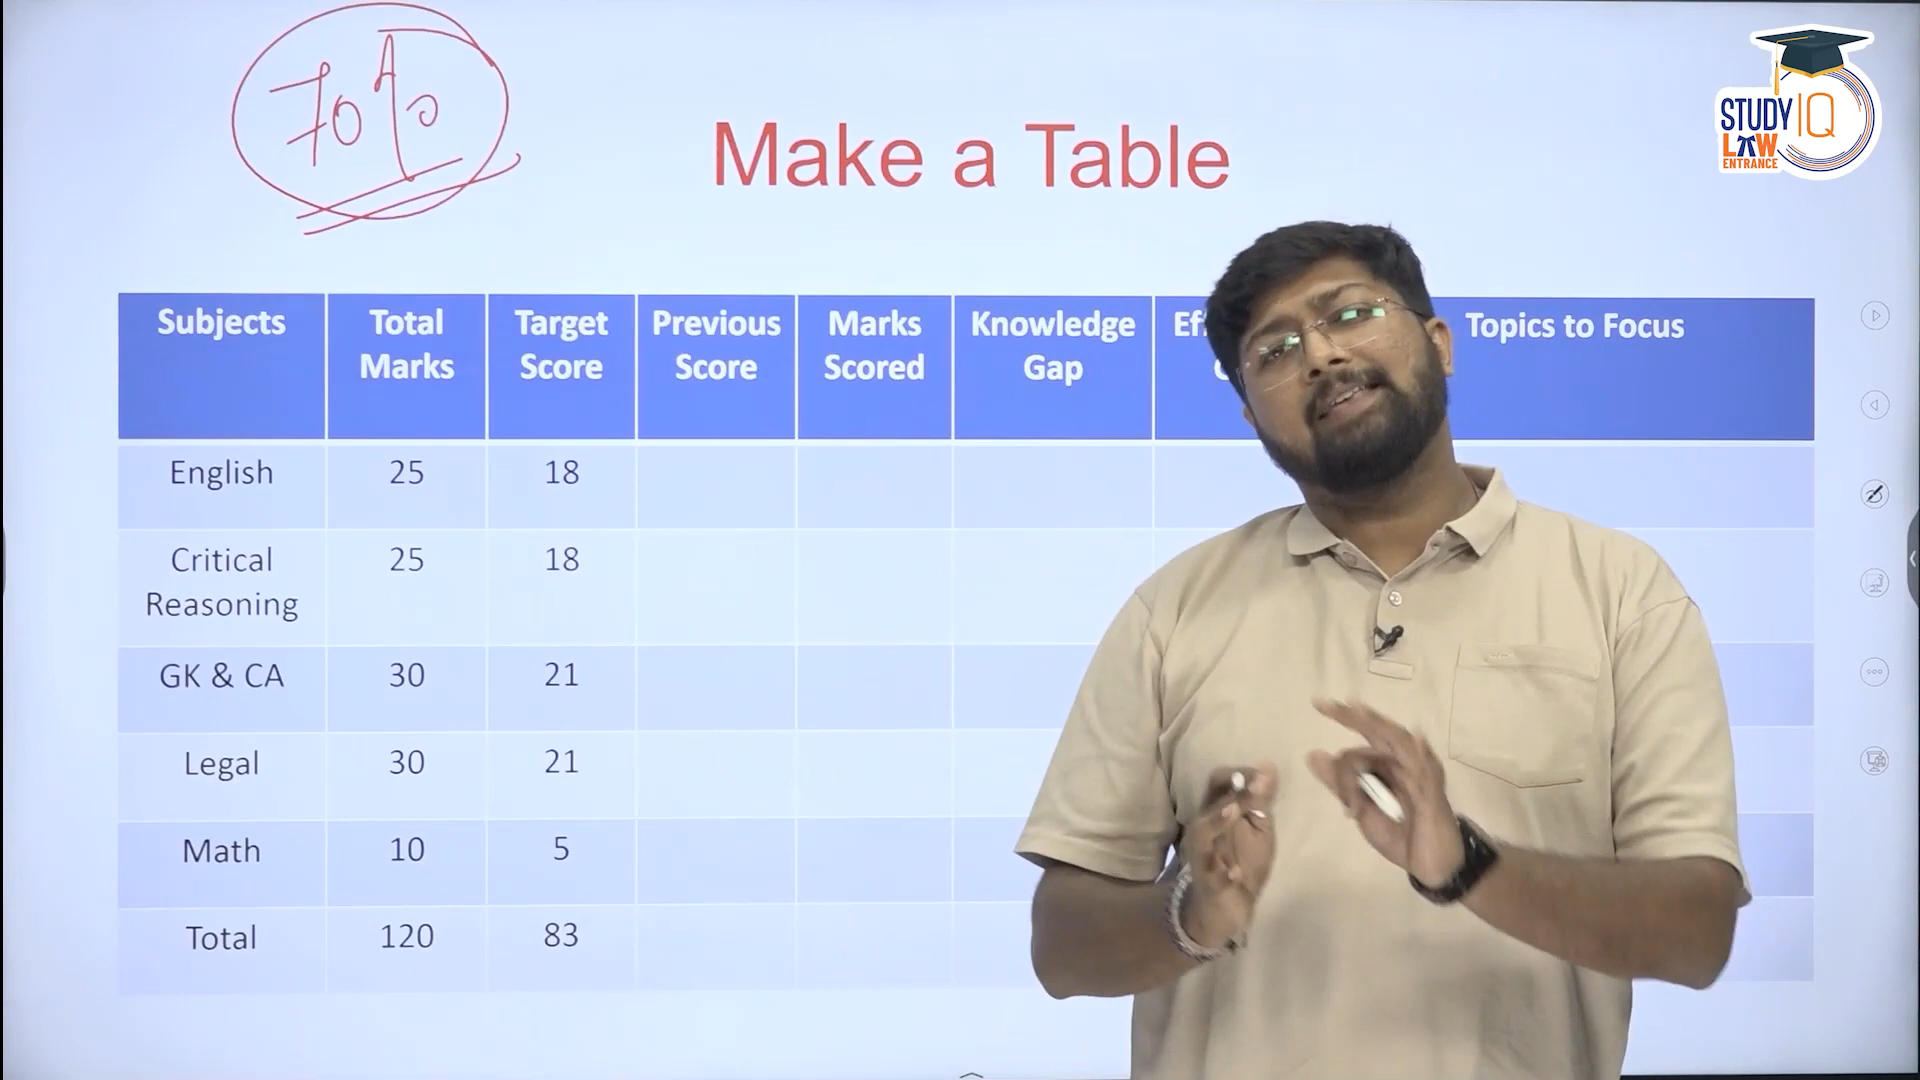 70%
STUDY IQ
LAW
ENTRANCE
Make a Table
Subjects Total Marks Target Score Previous Score Marks Scored Knowledge Gap Topics to Focus
English 25 18
Critical Reasoning 25 18
GK & CA 30 21
Legal 30 21
Math 10 5
Total 120 83